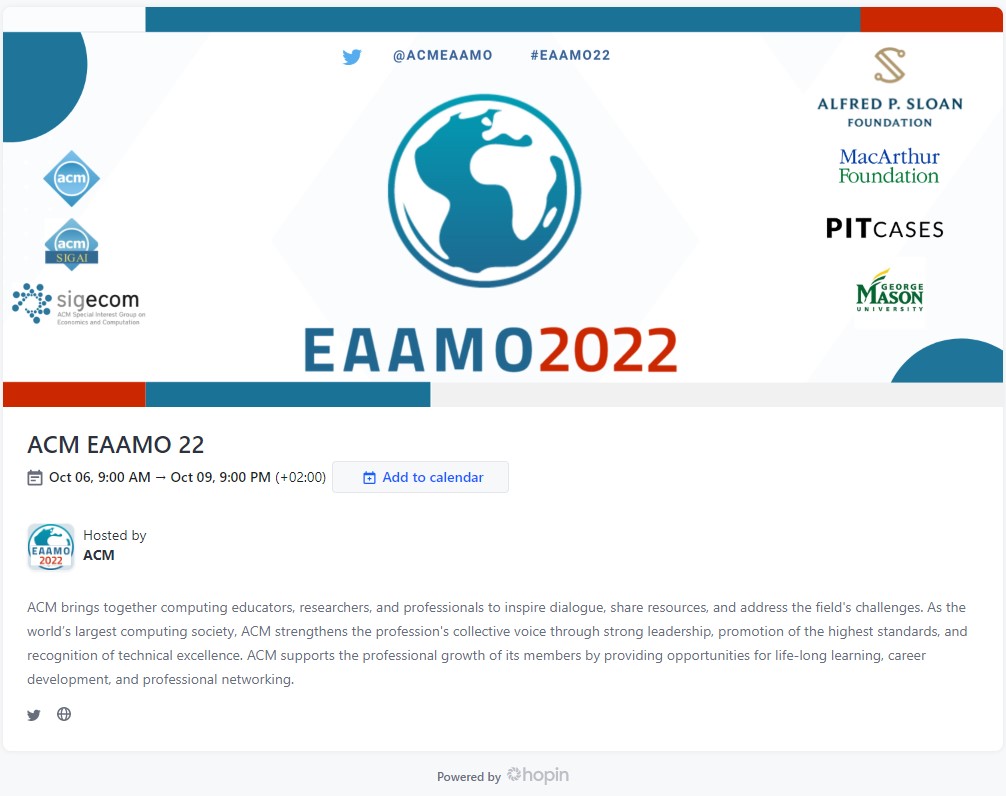 @ACMEAAMO #EAAMO22
ALFRED P. SLOAN
FOUNDATION
MacArthur
Foundation
PITCASES
GEORGE
MASON
UNIVERSITY
acm
acm
SIGAI
sigecom
ACM Special Interest Group on
Economics and Computation
EAAMO2022
ACM EAAMO 22
Oct 06, 9:00 AM → Oct 09, 9:00 PM (+02:00) Add to calendar
EAAMO
2022
Hosted by
ACM
ACM brings together computing educators, researchers, and professionals to inspire dialogue, share resources, and address the field's challenges. As the
world's largest computing society, ACM strengthens the profession's collective voice through strong leadership, promotion of the highest standards, and
recognition of technical excellence. ACM supports the professional growth of its members by providing opportunities for life-long learning, career
development, and professional networking.
Powered by hopin